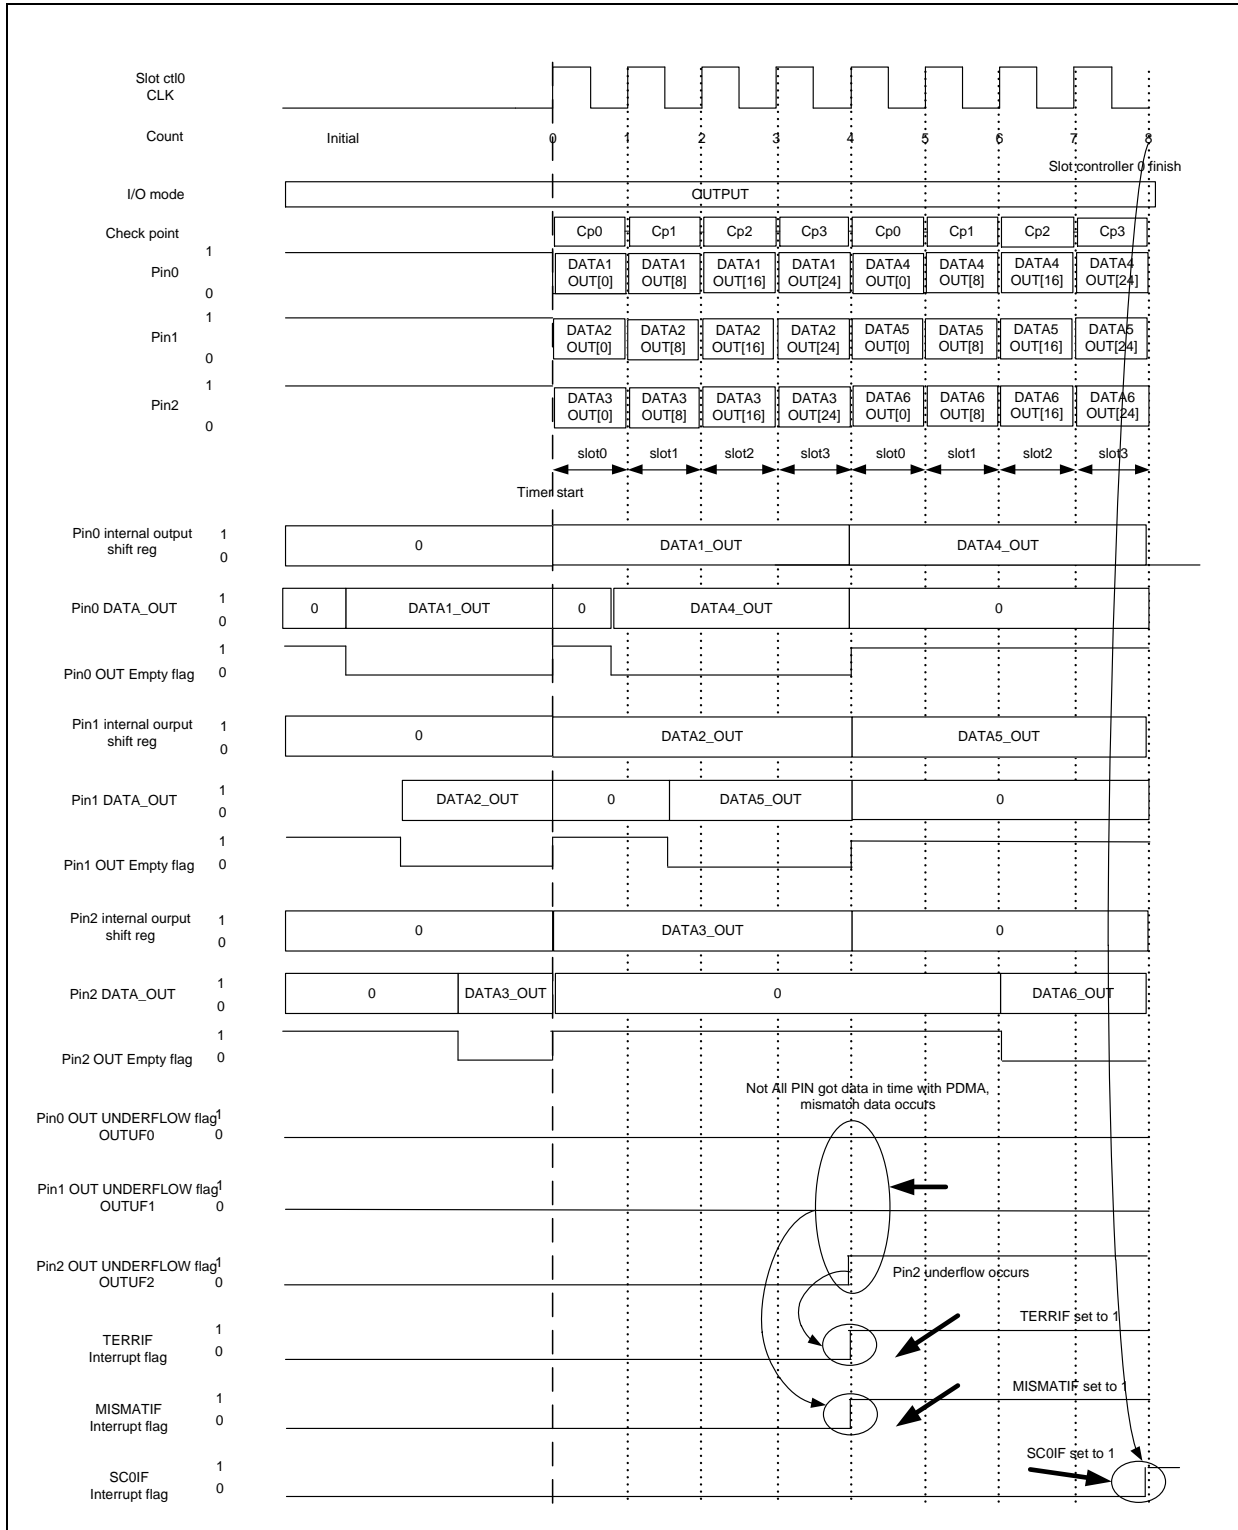 Slot ctl0
CLK
Count Initial 0 1 2 3 4 5 6 7 8
Slot controller 0 finish
I/O mode OUTPUT
Check point Cp0 Cp1 Cp2 Cp3 Cp0 Cp1 Cp2 Cp3
1
Pin0
0
DATA1 DATA1 DATA1 DATA1 DATA4 DATA4 DATA4 DATA4
OUT[0] OUT[8] OUT[16] OUT[24] OUT[0] OUT[8] OUT[16] OUT[24]
1
Pin1
0
DATA2 DATA2 DATA2 DATA2 DATA5 DATA5 DATA5 DATA5
OUT[0] OUT[8] OUT[16] OUT[24] OUT[0] OUT[8] OUT[16] OUT[24]
1
Pin2
0
DATA3 DATA3 DATA3 DATA3 DATA6 DATA6 DATA6 DATA6
OUT[0] OUT[8] OUT[16] OUT[24] OUT[0] OUT[8] OUT[16] OUT[24]
slot0 slot1 slot2 slot3 slot0 slot1 slot2 slot3
Timer start
Pin0 internal output 1
shift reg 0
0 DATA1_OUT DATA4_OUT
Pin0 DATA_OUT 1
0
0 DATA1_OUT 0 DATA4_OUT 0
1
Pin0 OUT Empty flag 0
Pin1 internal ourput 1
shift reg 0
0 DATA2_OUT DATA5_OUT
Pin1 DATA_OUT 1
0
DATA2_OUT 0 DATA5_OUT 0
1
Pin1 OUT Empty flag 0
Pin2 internal ourput 1
shift reg 0
0 DATA3_OUT 0
Pin2 DATA_OUT 1
0
0 DATA3_OUT 0 DATA6_OUT
1
Pin2 OUT Empty flag 0
Not All PIN got data in time with PDMA,
mismatch data occurs
Pin0 OUT UNDERFLOW flag 1
OUTUF0 0
Pin1 OUT UNDERFLOW flag 1
OUTUF1 0
Pin2 OUT UNDERFLOW flag 1
OUTUF2 0
Pin2 underflow occurs
TERRIF 1
Interrupt flag 0
TERRIF set to 1
MISMATIF 1
Interrupt flag 0
MISMATIF set to 1
SC0IF 1
Interrupt flag 0
SC0IF set to 1